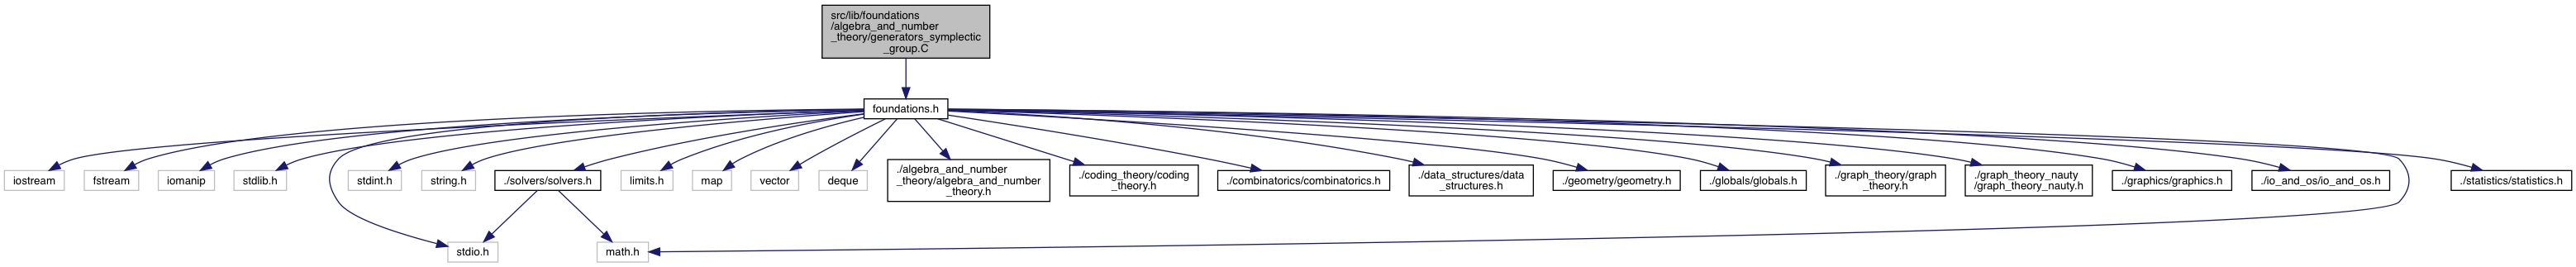 src/lib/foundations
/algebra_and_number
_theory/generators_symplectic
_group.C
foundations.h
iostream
fstream
iomanip
stdlib.h
stdint.h
string.h
./solvers/solvers.h
limits.h
map
vector
deque
./algebra_and_number
_theory/algebra_and_number
_theory.h
./coding_theory/coding
_theory.h
./combinatorics/combinatorics.h
./data_structures/data
_structures.h
./geometry/geometry.h
./globals/globals.h
./graph_theory/graph
_theory.h
./graph_theory_nauty
/graph_theory_nauty.h
./graphics/graphics.h
./io_and_os/io_and_os.h
./statistics/statistics.h
stdio.h
math.h